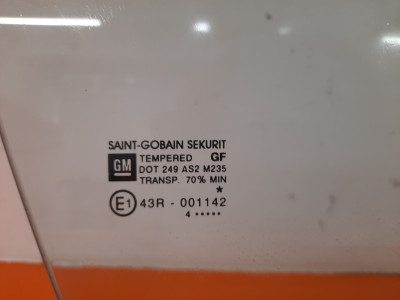 SAINT-GOBAIN SEKURIT
GM TEMPERED GF
DOT 249 AS2 M235
TRANSP. 70% MIN
*
E1 43R - 001142
4 •••••